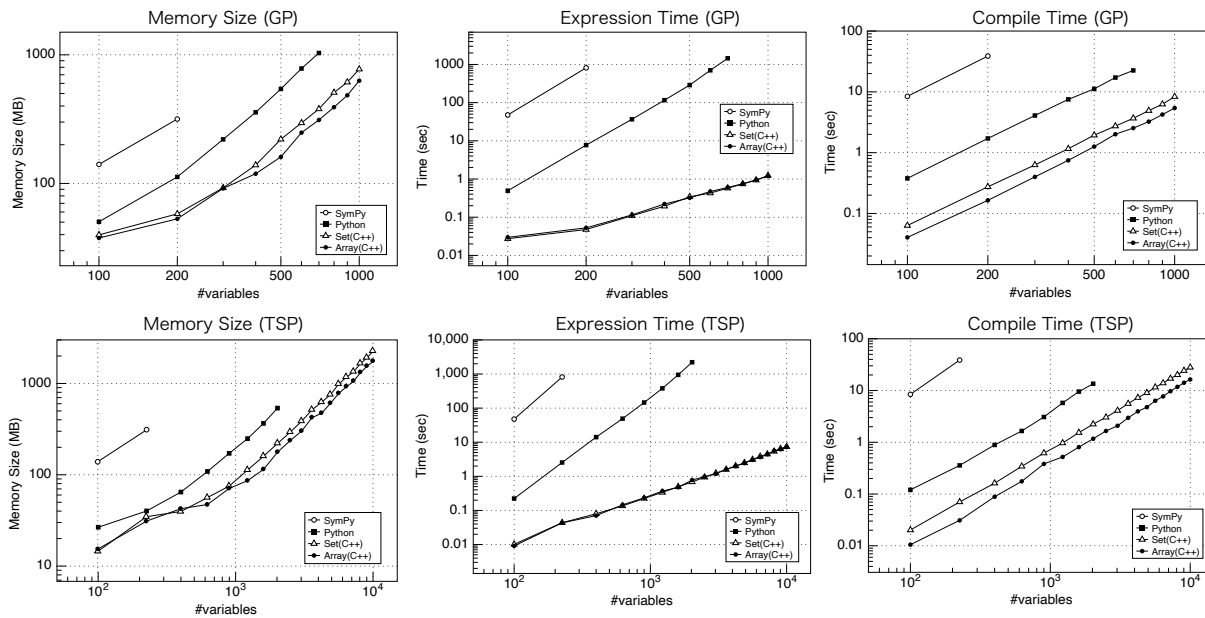 Memory Size (GP)
Memory Size (MB)
1000
100
100
200
500
1000
#variables
SymPy
Python
Set(C++)
Array(C++)
Expression Time (GP)
Time (sec)
1000
100
10
1
0.1
0.01
100
200
500
1000
#variables
SymPy
Python
Set(C++)
Array(C++)
Compile Time (GP)
Time (sec)
100
10
1
0.1
100
200
500
1000
#variables
SymPy
Python
Set(C++)
Array(C++)
Memory Size (TSP)
Memory Size (MB)
1000
100
10
10²
10³
10⁴
#variables
SymPy
Python
Set(C++)
Array(C++)
Expression Time (TSP)
Time (sec)
10,000
1,000
100
10
1
0.1
0.01
10²
10³
10⁴
#variables
SymPy
Python
Set(C++)
Array(C++)
Compile Time (TSP)
Time (sec)
100
10
1
0.1
0.01
10²
10³
10⁴
#variables
SymPy
Python
Set(C++)
Array(C++)